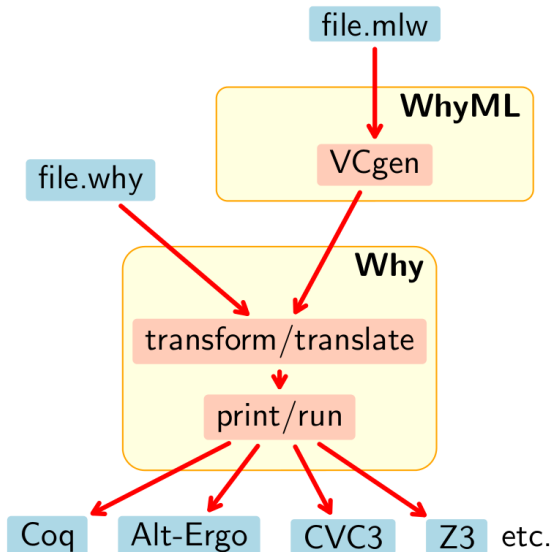 file.mlw
WhyML
VCgen
file.why
Why
transform/translate
print/run
Coq Alt-Ergo CVC3 Z3 etc.